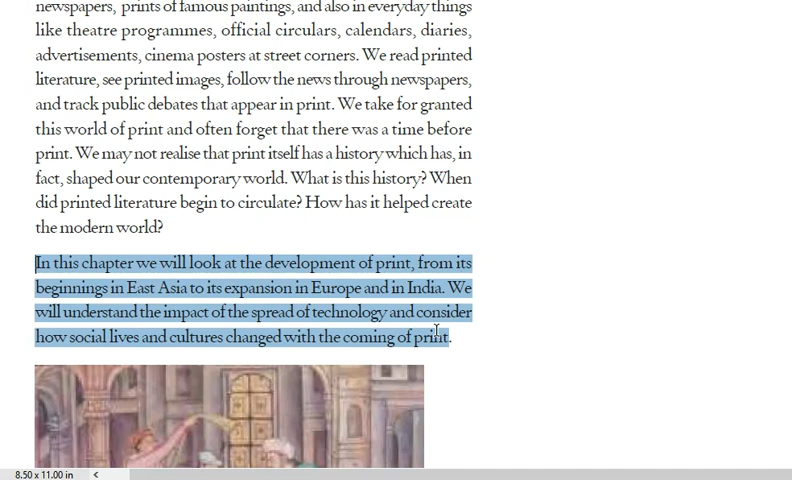 newspapers, prints of famous paintings, and also in everyday things
like theatre programmes, official circulars, calendars, diaries,
advertisements, cinema posters at street corners. We read printed
literature, see printed images, follow the news through newspapers,
and track public debates that appear in print. We take for granted
this world of print and often forget that there was a time before
print. We may not realise that print itself has a history which has, in
fact, shaped our contemporary world. What is this history? When
did printed literature begin to circulate? How has it helped create
the modern world?
In this chapter we will look at the development of print, from its
beginnings in East Asia to its expansion in Europe and in India. We
will understand the impact of the spread of technology and consider
how social lives and cultures changed with the coming of print.
8.50 x 11.00 in <